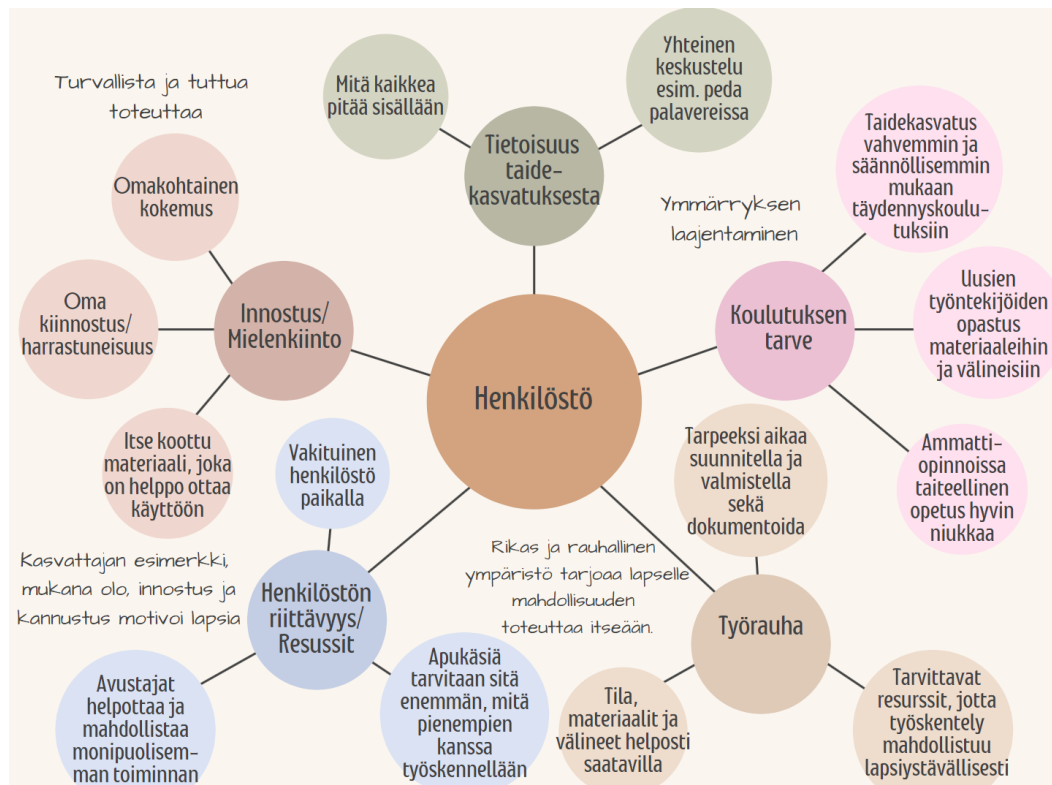 Turvallista ja tuttua
toteuttaa
Mitä kaikkea
pitää sisällään
Yhteinen
keskustelu
esim. peda
palavereissa
Tietoisuus
taide-
kasvatuksesta
Omakohtainen
kokemus
Oma
kiinnostus/
harrastuneisuus
Innostus/
Mielenkiinto
Itse koottu
materiaali, joka
on helppo ottaa
käyttöön
Henkilöstö
Ymmärryksen
laajentaminen
Taidekasvatus
vahvemmin ja
säännöllisemmin
mukaan
täydennyskoulu-
tuksiin
Koulutuksen
tarve
Uusien
työntekijöiden
opastus
materiaaleihin
ja välineisiin
Ammatti-
opinnoissa
taiteellinen
opetus hyvin
niukkaa
Vakituinen
henkilöstö
paikalla
Kasvattajan esimerkki,
mukana olo, innostus ja
kannustus motivoi lapsia
Henkilöstön
riittävyys/
Resussit
Avustajat
helpottaa ja
mahdollistaa
monipuolisem-
man toiminnan
Apukäsiä
tarvitaan sitä
enemmän, mitä
pienempien
kanssa
työskennellään
Rikas ja rauhallinen
ympäristö tarjoaa lapselle
mahdollisuuden
toteuttaa itseään.
Tarpeeksi aikaa
suunnitella ja
valmistella
sekä
dokumentoida
Työrauha
Tila,
materiaalit ja
välineet helposti
saatavilla
Tarvittavat
resurssit, jotta
työskentely
mahdollistuu
lapsiystävällisesti